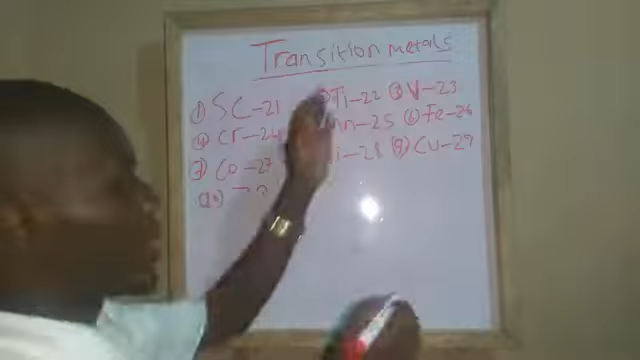 Transition metals
① SC-21 Ti-22 ③ V-23
④ Cr-24 Mn-25 ⑥ Fe-26
⑦ Co-27 i-28 ⑨ Cu-29
⑩